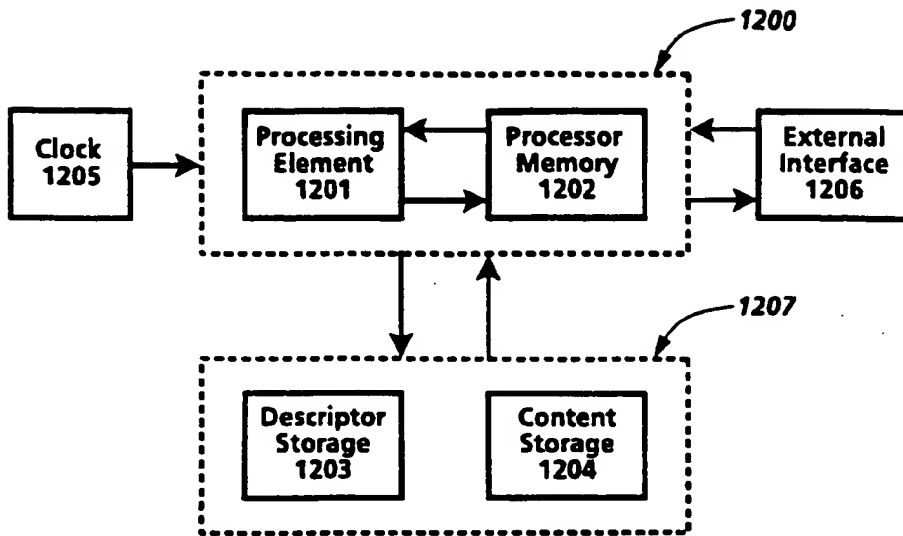 1200
Clock
1205
Processing
Element
1201
Processor
Memory
1202
External
Interface
1206
1207
Descriptor
Storage
1203
Content
Storage
1204